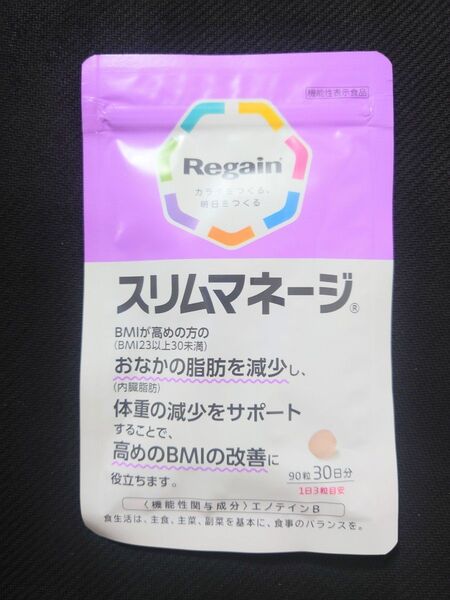 機能性表示食品
Regain
カラダをつくる、
明日をつくる
スリムマネージ®
BMIが高めの方の
(BMI23以上30未満)
おなかの脂肪を減少し、
(内臓脂肪)
体重の減少をサポート
することで、
高めのBMIの改善に
役立ちます。
90粒30日分
1日3粒目安
〈機能性関与成分〉エノテインB
食生活は、主食、主菜、副菜を基本に、食事のバランスを。